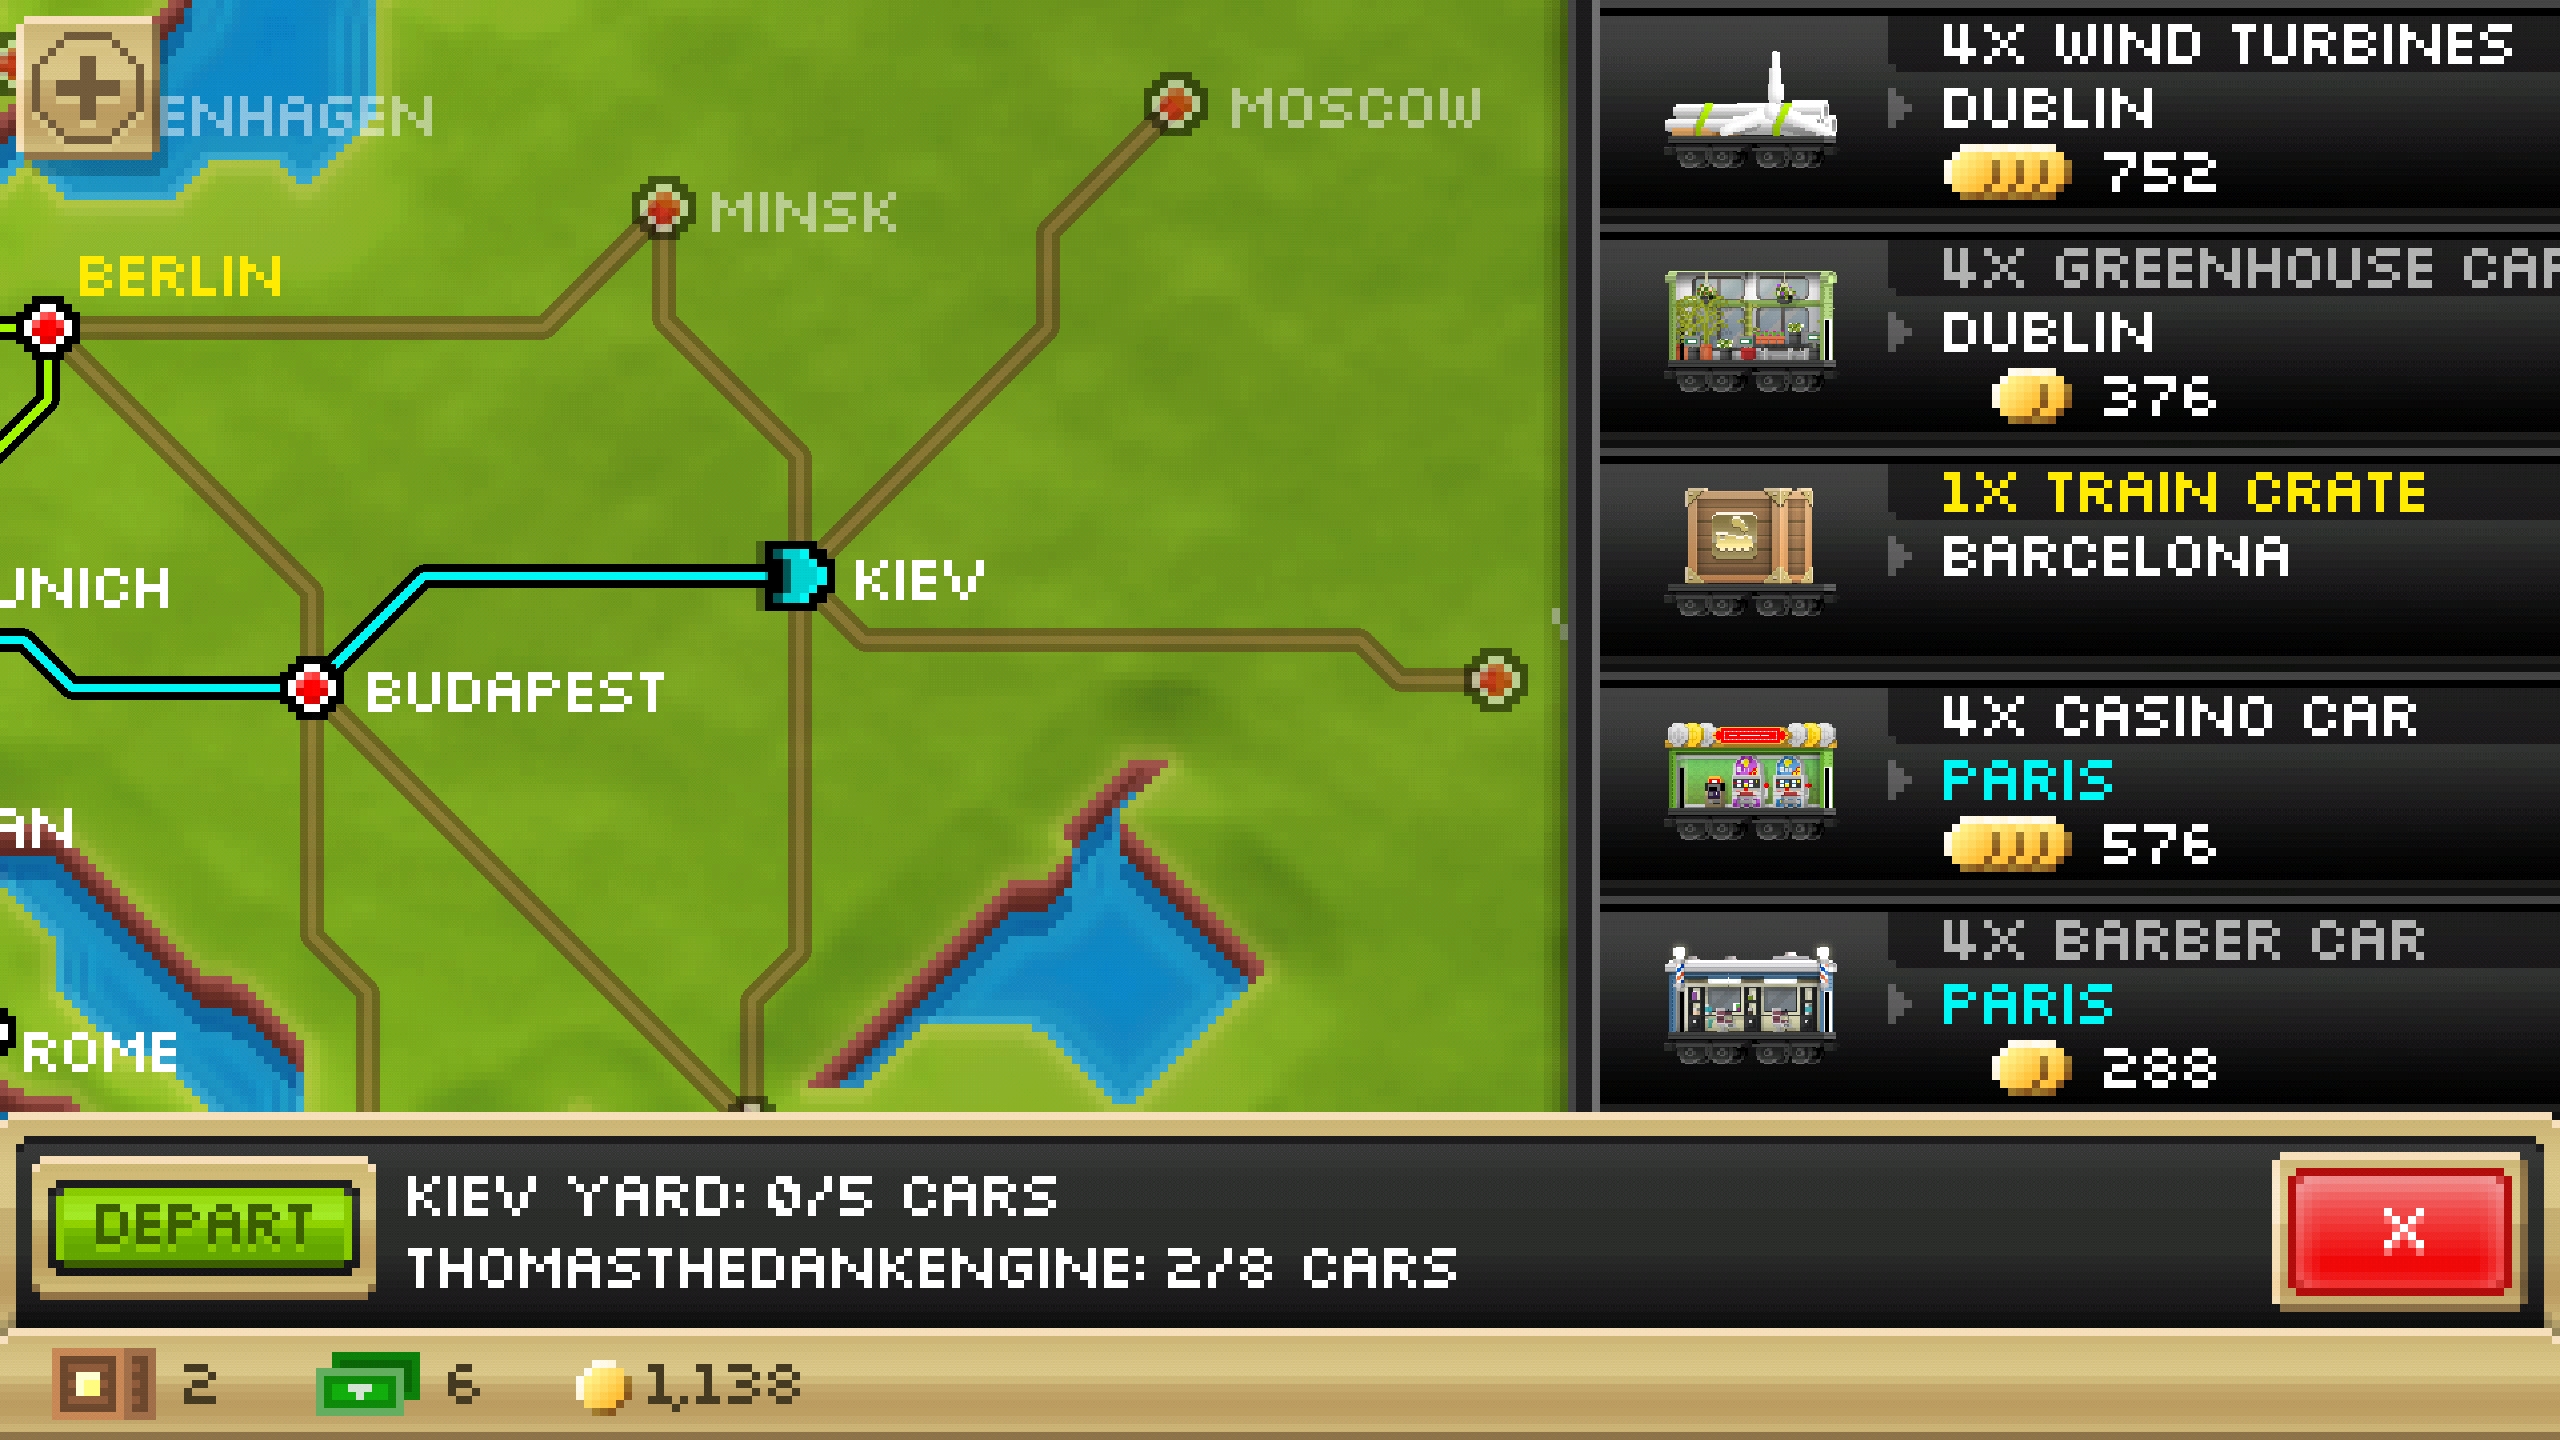 ENHAGEN
MOSCOW
MINSK
BERLIN
UNICH
KIEV
BUDAPEST
AN
ROME
4X WIND TURBINES
DUBLIN
752
4X GREENHOUSE CAR
DUBLIN
376
1X TRAIN CRATE
BARCELONA
4X CASINO CAR
PARIS
576
4X BARBER CAR
PARIS
288
DEPART
KIEV YARD: 0/5 CARS
THOMASTHEDANKENGINE: 2/8 CARS
X
2
6
1,138